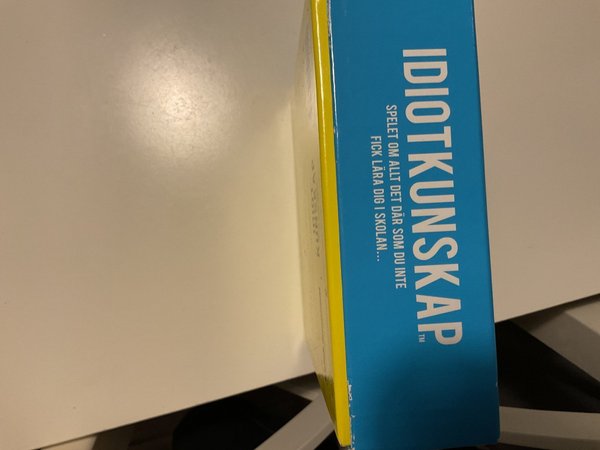 IDIOTKUNSKAP™
SPELET OM ALLT DET DÄR SOM DU INTE
FICK LÄRA DIG I SKOLAN...